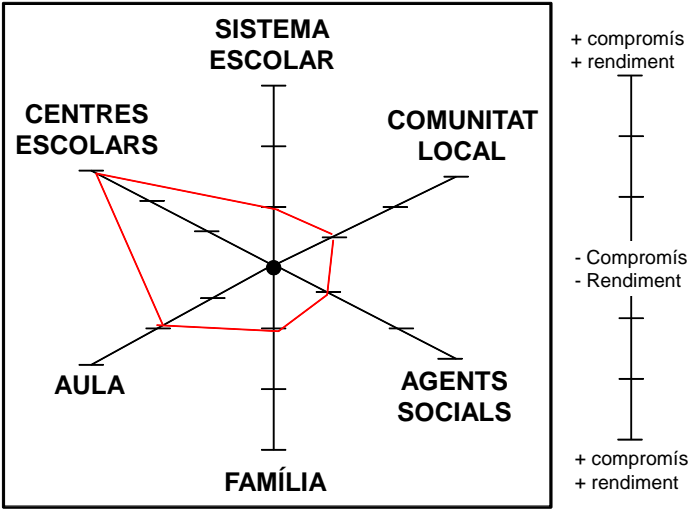 SISTEMA
ESCOLAR
CENTRES
ESCOLARS
COMUNITAT
LOCAL
AULA
AGENTS
SOCIALS
FAMÍLIA
+ compromís
+ rendiment
- Compromís
- Rendiment
+ compromís
+ rendiment